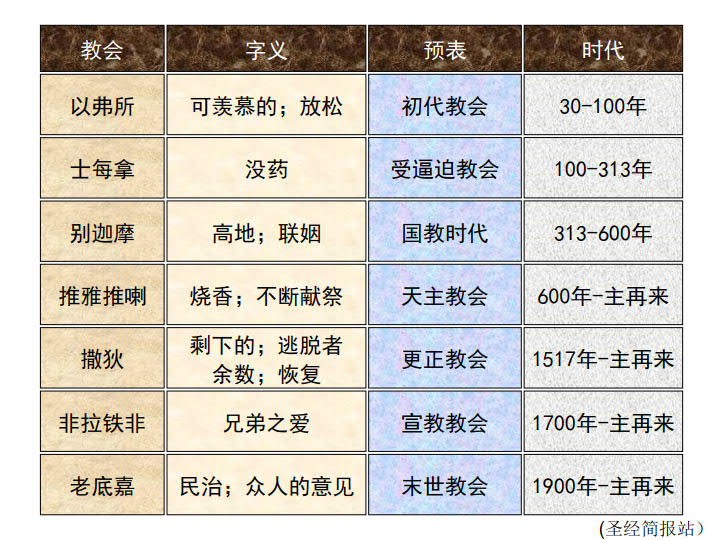 教会 字义 预表 时代
以弗所 可羡慕的；放松 初代教会 30-100年
士每拿 没药 受逼迫教会 100-313年
别迦摩 高地；联姻 国教时代 313-600年
推雅推喇 烧香；不断献祭 天主教会 600年-主再来
撒狄 剩下的；逃脱者
余数；恢复 更正教会 1517年-主再来
非拉铁非 兄弟之爱 宣教教会 1700年-主再来
老底嘉 民治；众人的意见 末世教会 1900年-主再来
(圣经简报站）